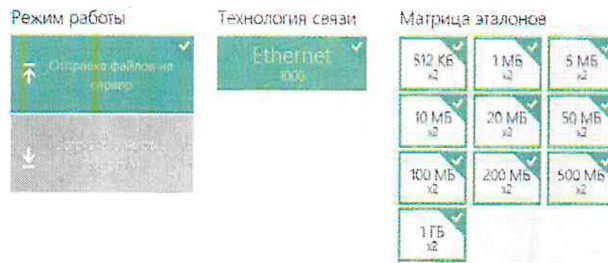 Режим работы
Отправка файлов на
сервер
Технология связи
Ethernet
1000
Матрица эталонов
512 КБ
x2
1 МБ
x2
5 МБ
x2
10 МБ
x2
20 МБ
x2
50 МБ
x2
100 МБ
x2
200 МБ
x2
500 МБ
x2
1 ГБ
x2